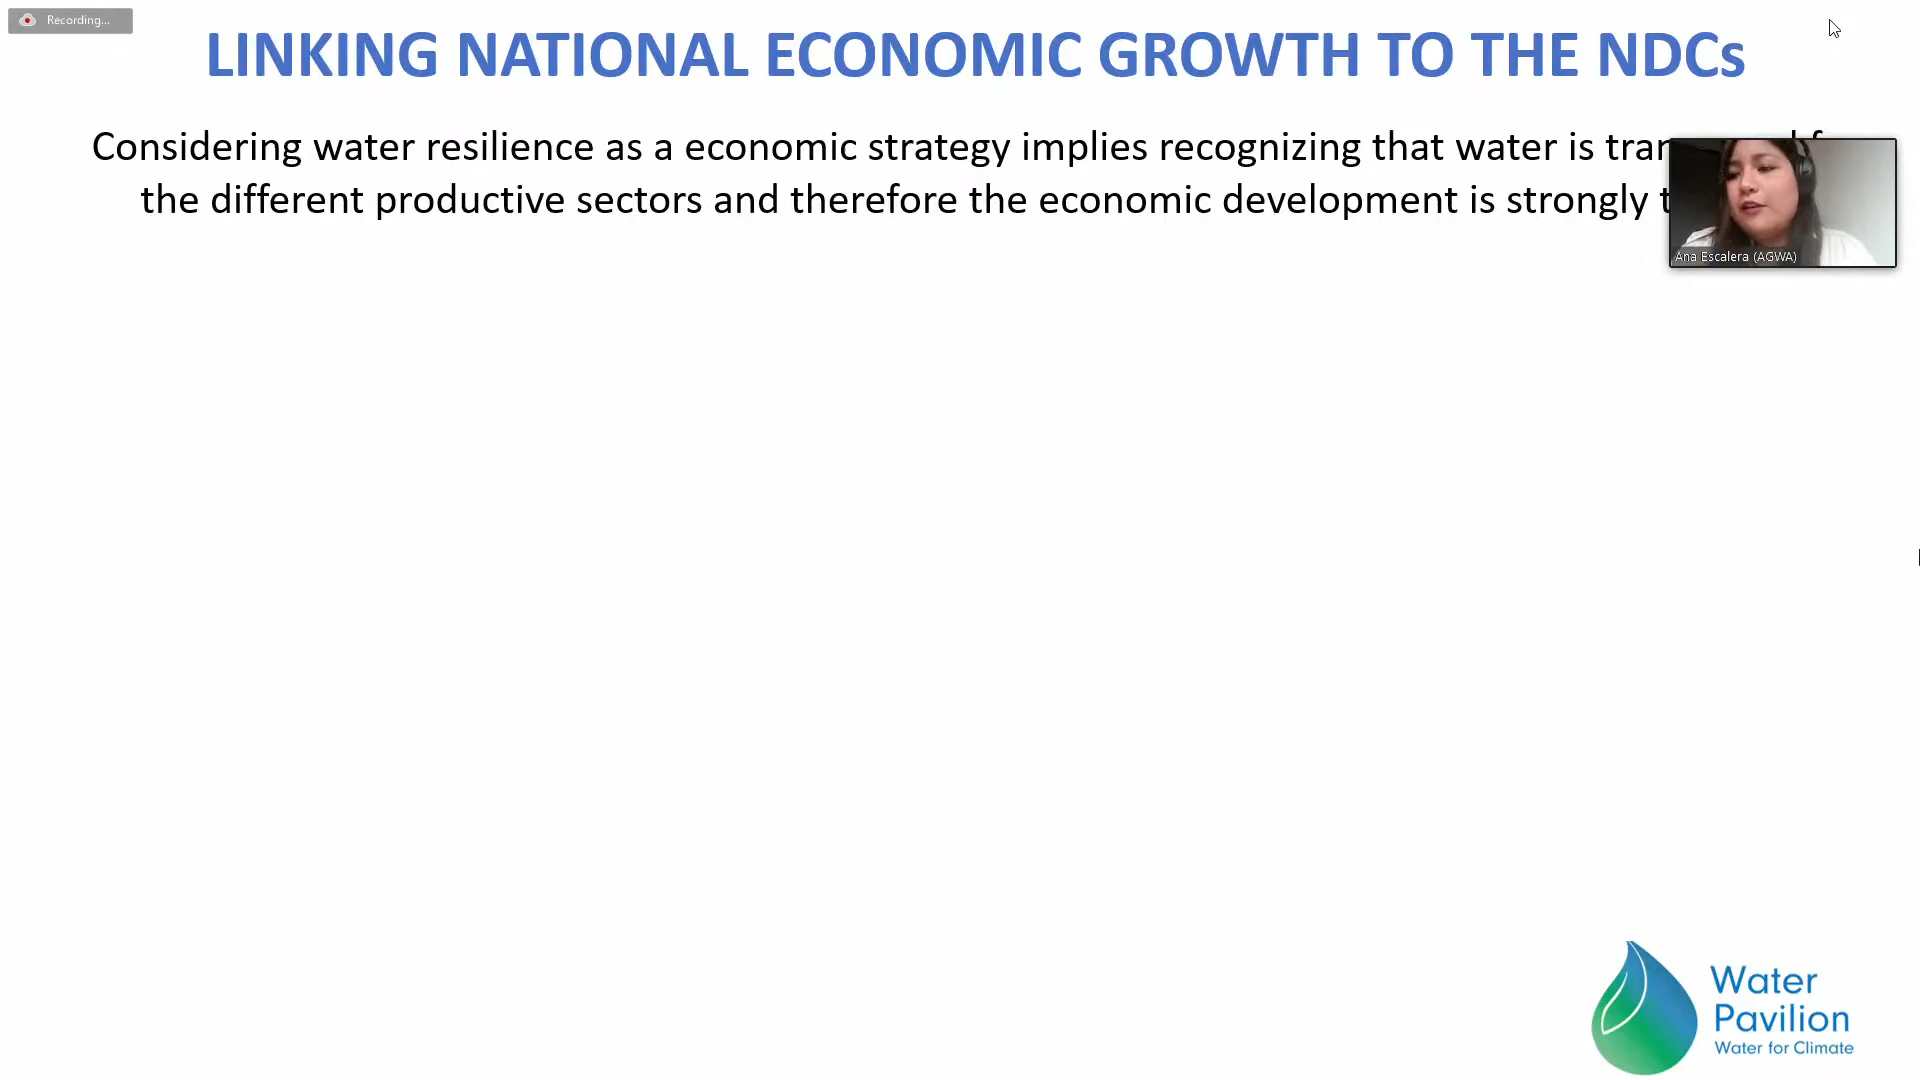 Recording...
LINKING NATIONAL ECONOMIC GROWTH TO THE NDCs
Considering water resilience as a economic strategy implies recognizing that water is
the different productive sectors and therefore the economic development is strongly
Ana Escalera (AGWA)
Water
Pavilion
Water for Climate